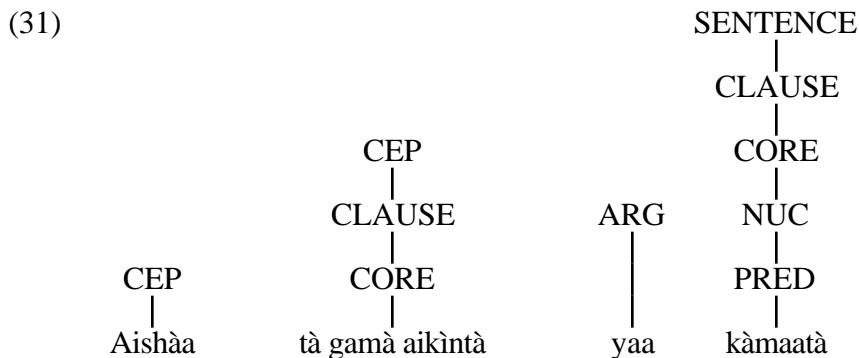 (31) SENTENCE
CLAUSE
CEP CORE
CLAUSE ARG NUC
CEP CORE PRED
Aishàa tà gamà aikìntà yaa kàmaatà